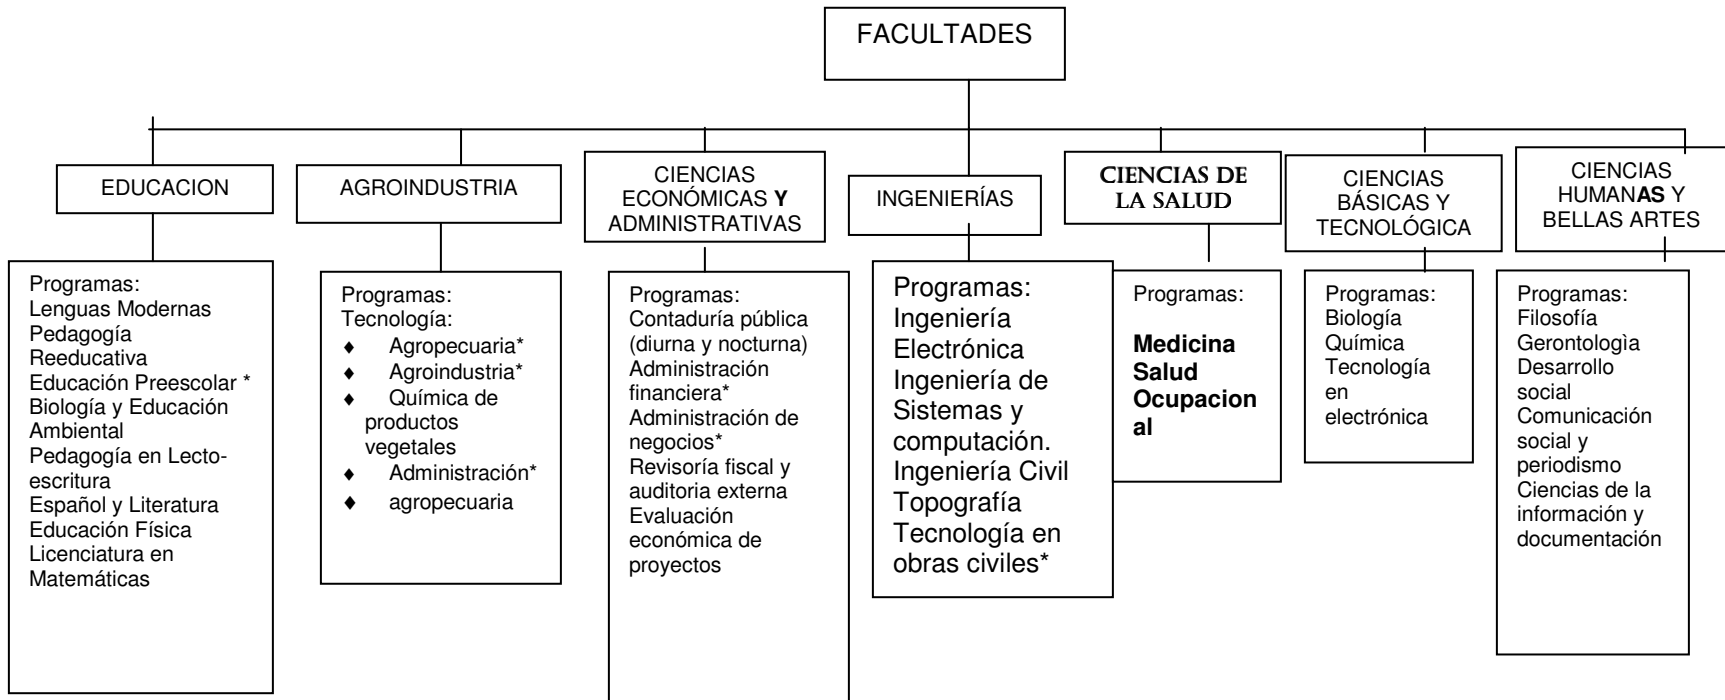 FACULTADES
EDUCACION
Programas:
Lenguas Modernas
Pedagogía
Reeducativa
Educación Preescolar *
Biología y Educación
Ambiental
Pedagogía en Lecto-
escritura
Español y Literatura
Educación Física
Licenciatura en
Matemáticas
AGROINDUSTRIA
Programas:
Tecnología:
♦ Agropecuaria*
♦ Agroindustria*
♦ Química de
productos
vegetales
♦ Administración*
♦ agropecuaria
CIENCIAS
ECONÓMICAS Y
ADMINISTRATIVAS
Programas:
Contaduría pública
(diurna y nocturna)
Administración
financiera*
Administración de
negocios*
Revisoría fiscal y
auditoria externa
Evaluación
económica de
proyectos
INGENIERÍAS
Programas:
Ingeniería
Electrónica
Ingeniería de
Sistemas y
computación.
Ingeniería Civil
Topografía
Tecnología en
obras civiles*
CIENCIAS DE
LA SALUD
Programas:
Medicina
Salud
Ocupacion
al
CIENCIAS
BÁSICAS Y
TECNOLÓGICA
Programas:
Biología
Química
Tecnología
en
electrónica
CIENCIAS
HUMANAS Y
BELLAS ARTES
Programas:
Filosofía
Gerontologìa
Desarrollo
social
Comunicación
social y
periodismo
Ciencias de la
información y
documentación